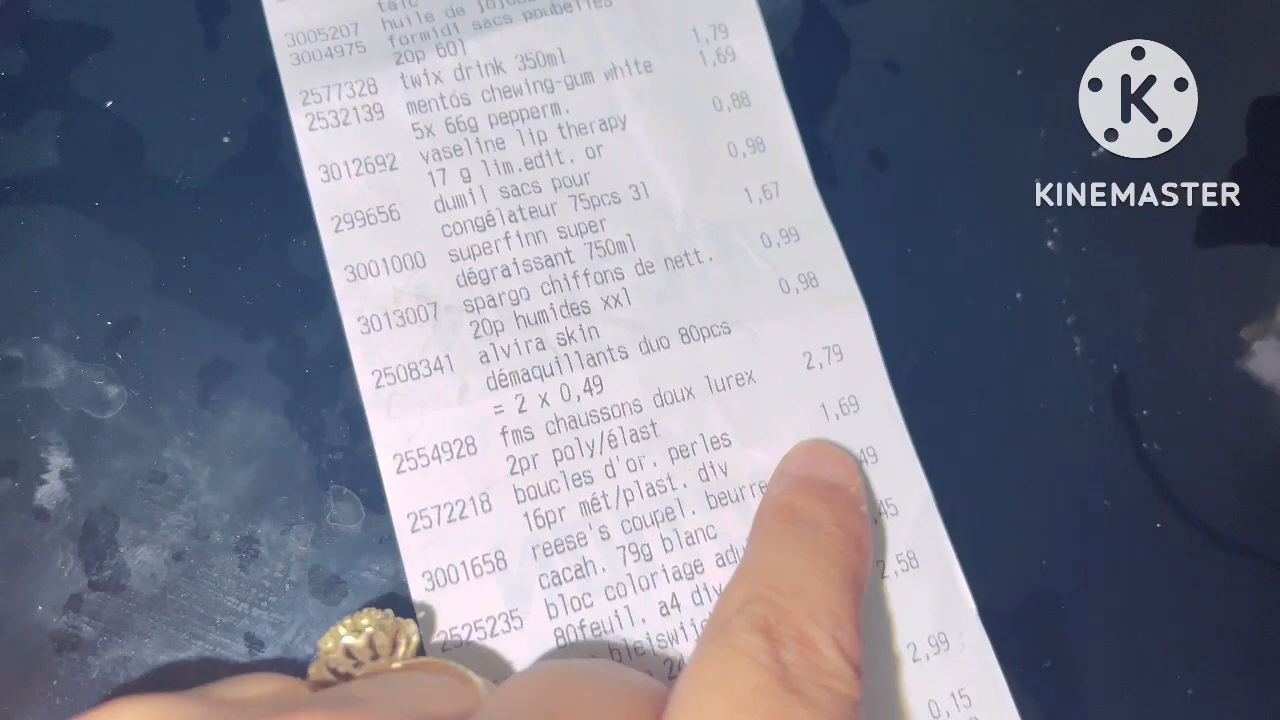 talc
3005207 huile de jojoba
3004975 formidi sacs poubelles
20p 60l
2577328 twix drink 350ml 1,79
2532139 mentos chewing-gum white 1,69
5x 66g pepperm.
3012692 vaseline lip therapy 0,88
17 g lim.edit. or
299656 dumil sacs pour 0,98
congélateur 75pcs 3l
3001000 superfinn super 1,67
dégraissant 750ml
3013007 spargo chiffons de nett. 0,99
20p humides xxl
2508341 alvira skin 0,98
démaquillants duo 80pcs
= 2 x 0,49
2554928 fms chaussons doux lurex 2,79
2pr poly/élast
2572218 boucles d'or. perles 1,69
16pr mét/plast. div
3001658 reese's coupel. beurre 49
cacah. 79g blanc
2525235 bloc coloriage adu ,45
80feuil. a4 div
bleiswij 2,58
2,99
0,15
KINEMASTER